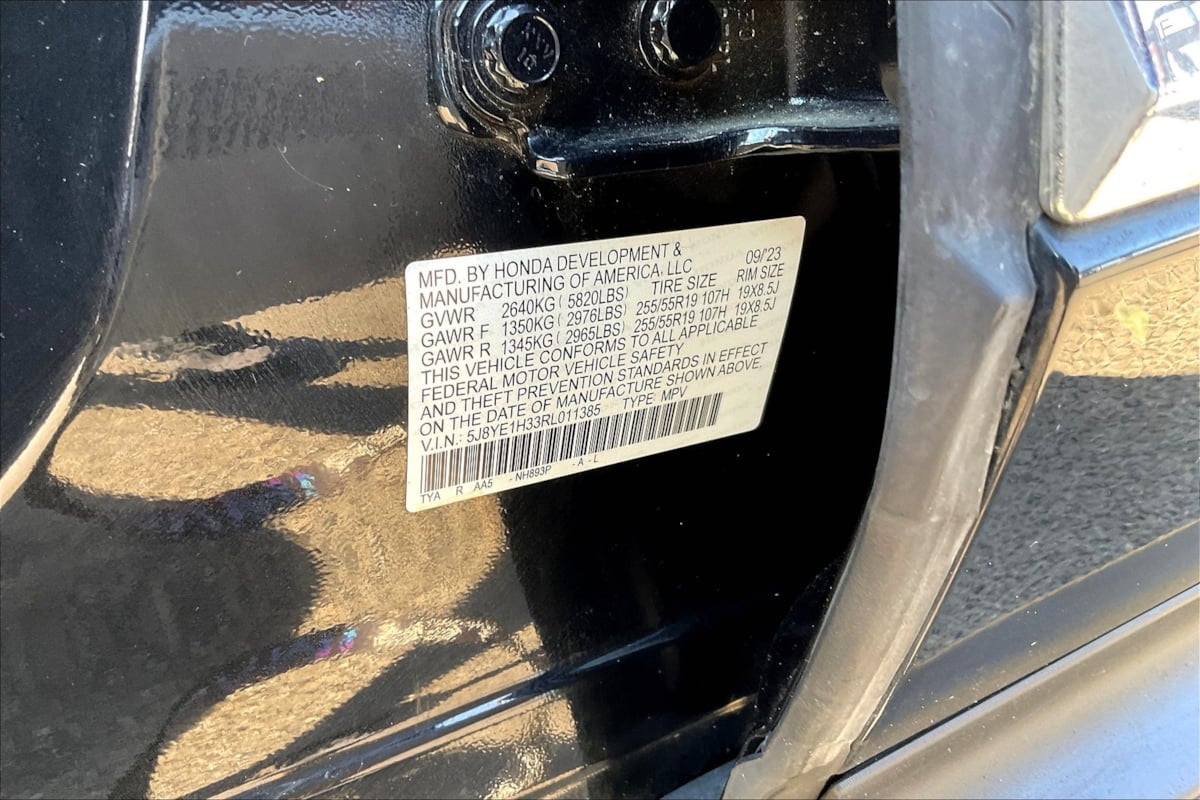 MFD. BY HONDA DEVELOPMENT &
MANUFACTURING OF AMERICA, LLC 09/'23
GVWR 2640KG ( 5820LBS) TIRE SIZE RIM SIZE
GAWR F 1350KG ( 2976LBS) 255/55R19 107H 19X8.5J
GAWR R 1345KG ( 2965LBS) 255/55R19 107H 19X8.5J
THIS VEHICLE CONFORMS TO ALL APPLICABLE
FEDERAL MOTOR VEHICLE SAFETY
AND THEFT PREVENTION STANDARDS IN EFFECT
ON THE DATE OF MANUFACTURE SHOWN ABOVE.
V.I.N.: 5J8YE1H33RL011385 TYPE: MPV
TYA R AA5 - NH893P - A - L